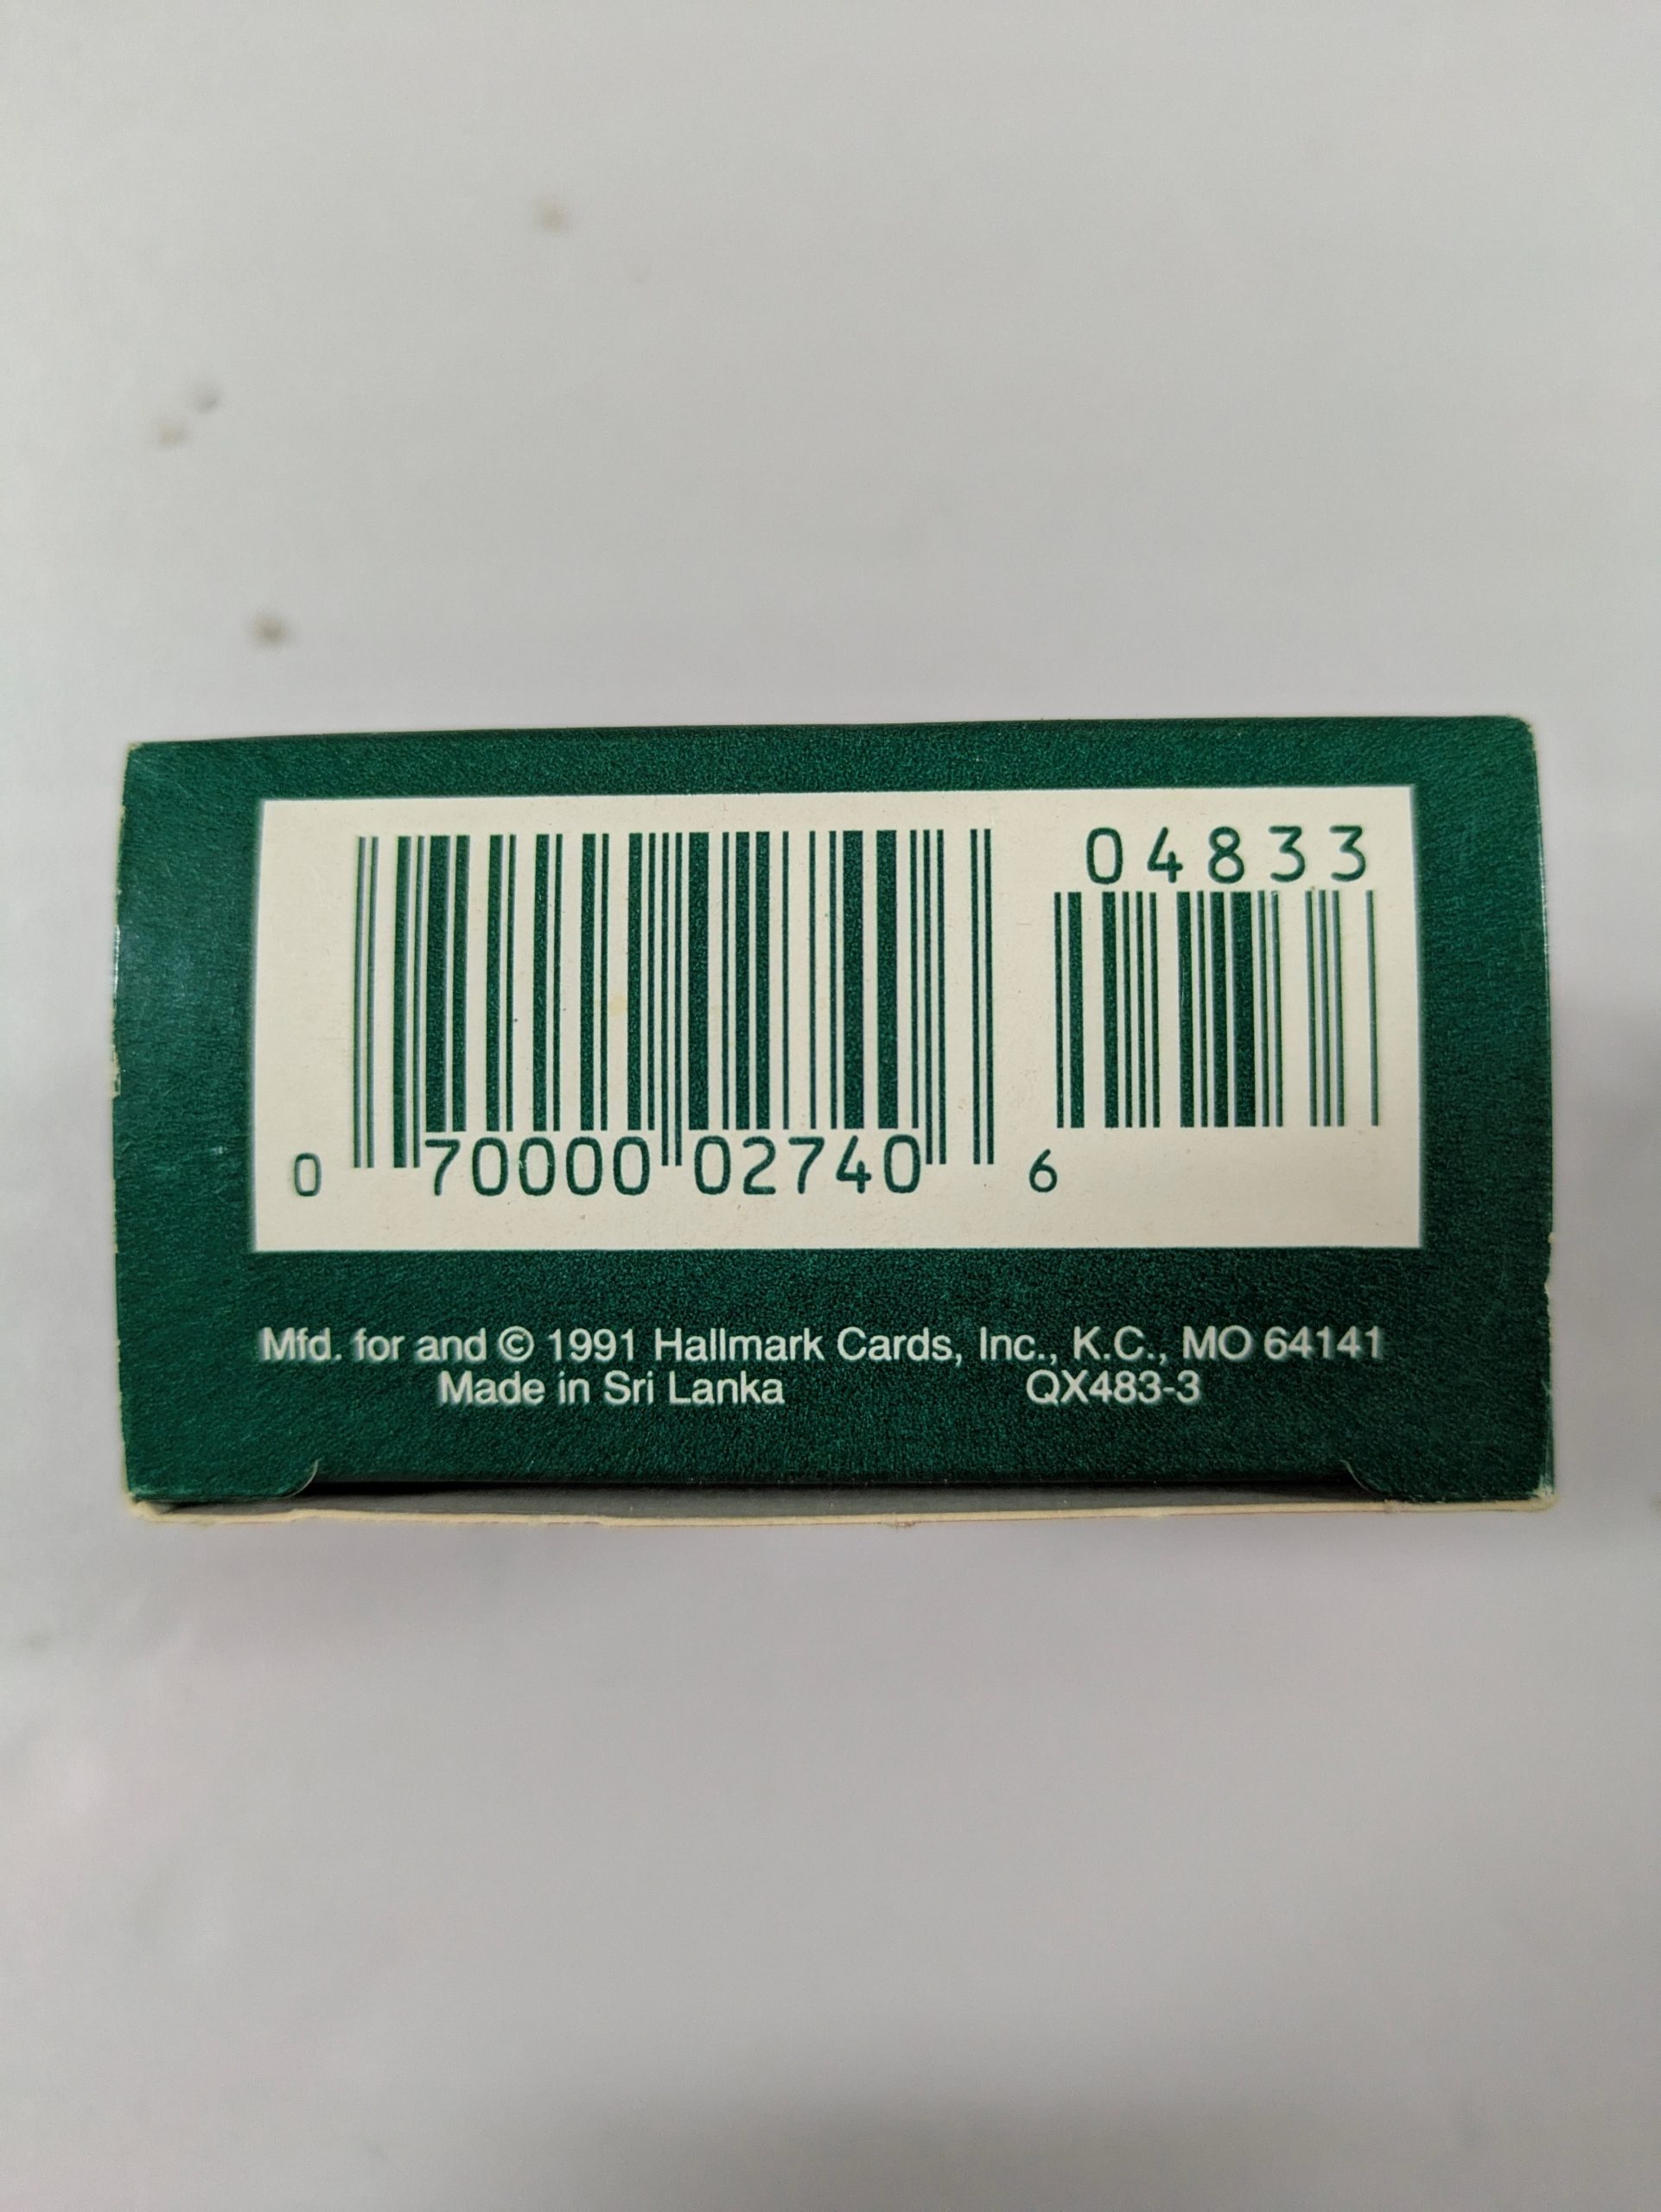 04833
0 70000 02740 6
Mfd. for and © 1991 Hallmark Cards, Inc., K.C., MO 64141
Made in Sri Lanka QX483-3